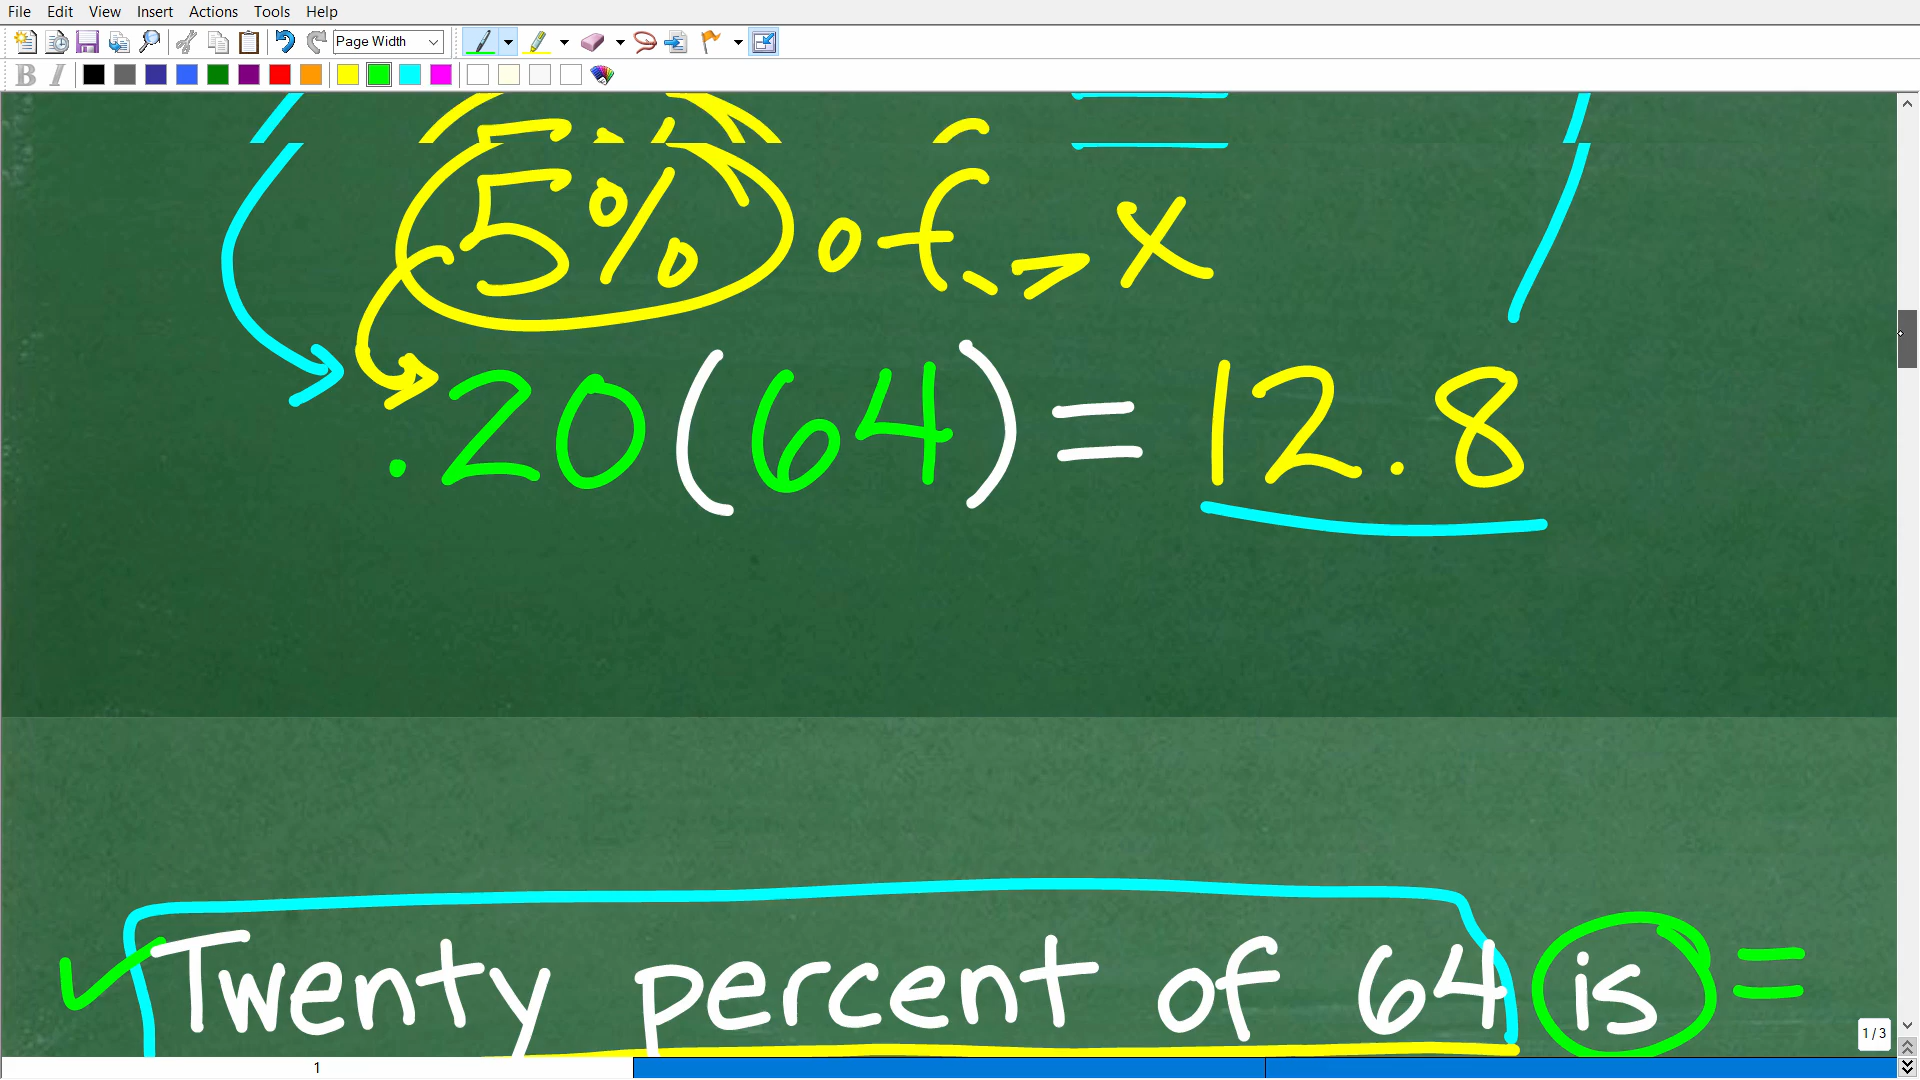 File Edit View Insert Actions Tools Help
Page Width
B I
5% of -> x
.20(64) = 12.8
Twenty percent of 64 is =
1 / 3
1